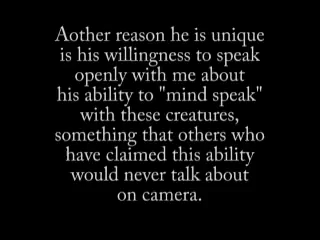 Aother reason he is unique
is his willingness to speak
openly with me about
his ability to "mind speak"
with these creatures,
something that others who
have claimed this ability
would never talk about
on camera.